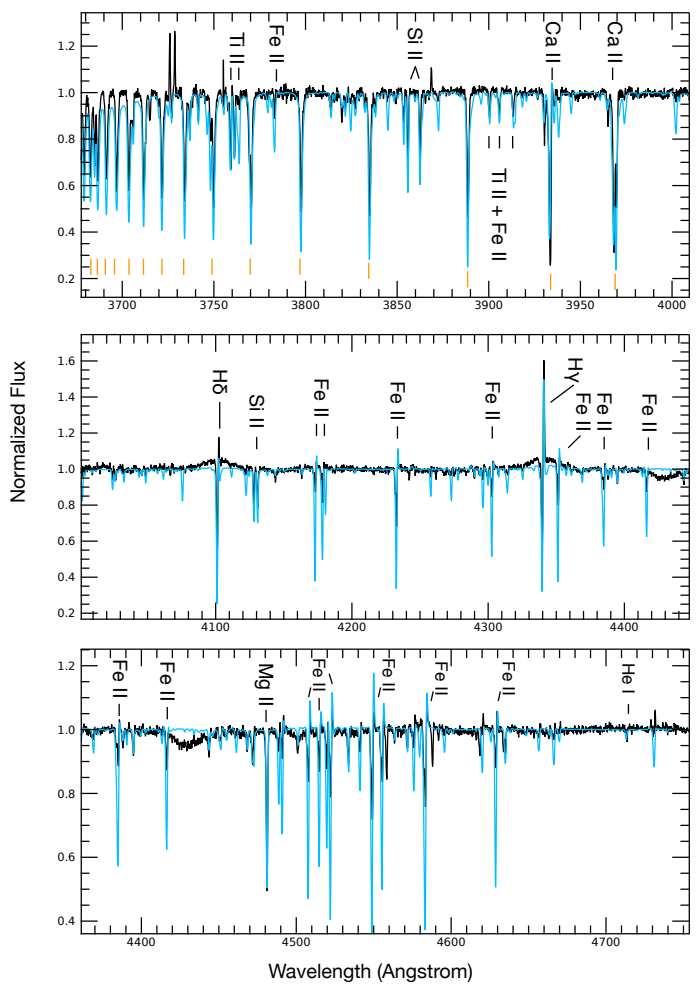 Ti II
Fe II
Si II <
Ca II
Ca II
1.2
1.0
0.8
0.6
0.4
0.2
Ti II + Fe II
3700
3750
3800
3850
3900
3950
4000
Normalized Flux
1.6
1.4
1.2
1.0
0.8
0.6
0.4
0.2
Hδ
Si II
Fe II
Fe II
Fe II
Hγ
Fe II
Fe II
Fe II
4100
4200
4300
4400
1.2
1.0
0.8
0.6
0.4
Fe II
Fe II
Mg II
Fe II
Fe II
Fe II
Fe II
He I
4400
4500
4600
4700
Wavelength (Angstrom)